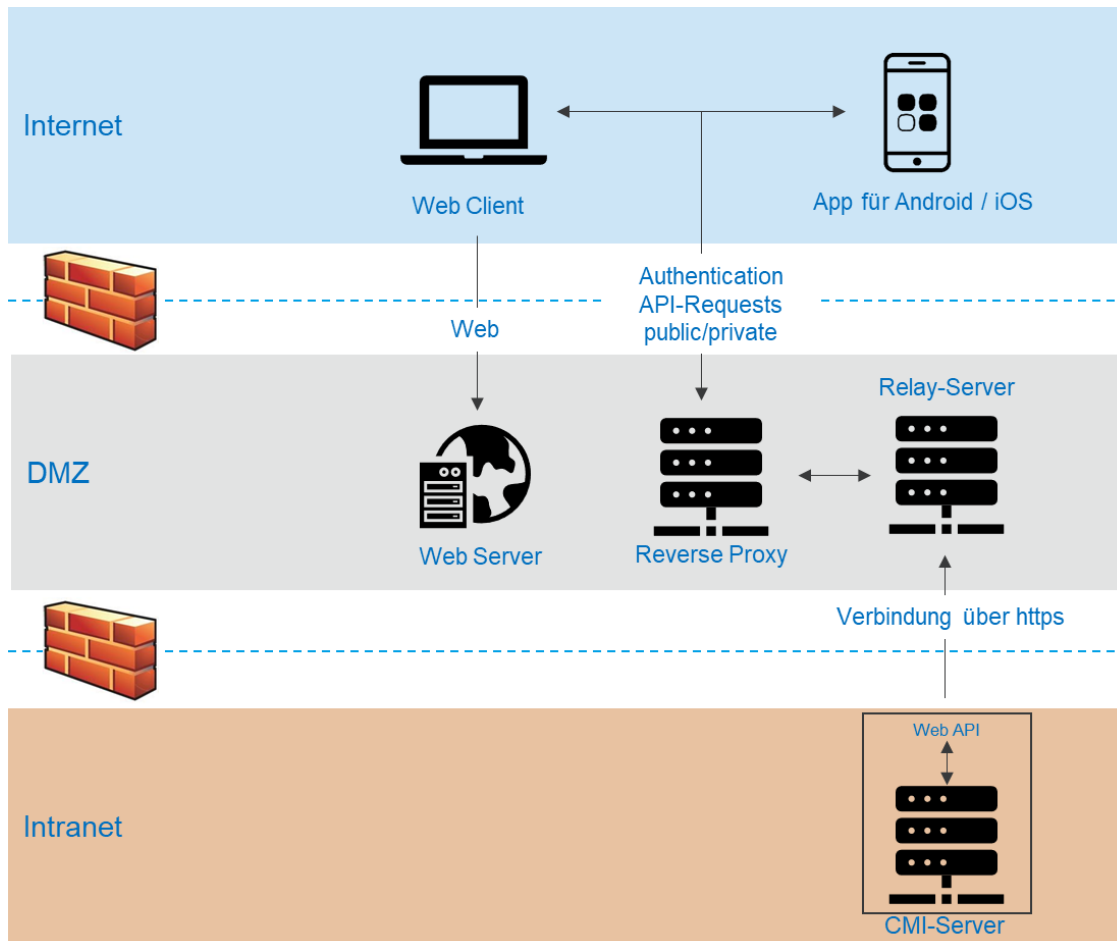 Internet
Web Client
App für Android / iOS
Authentication
API-Requests
public/private
Web
Relay-Server
DMZ
Web Server
Reverse Proxy
Verbindung über https
Web API
Intranet
CMI-Server